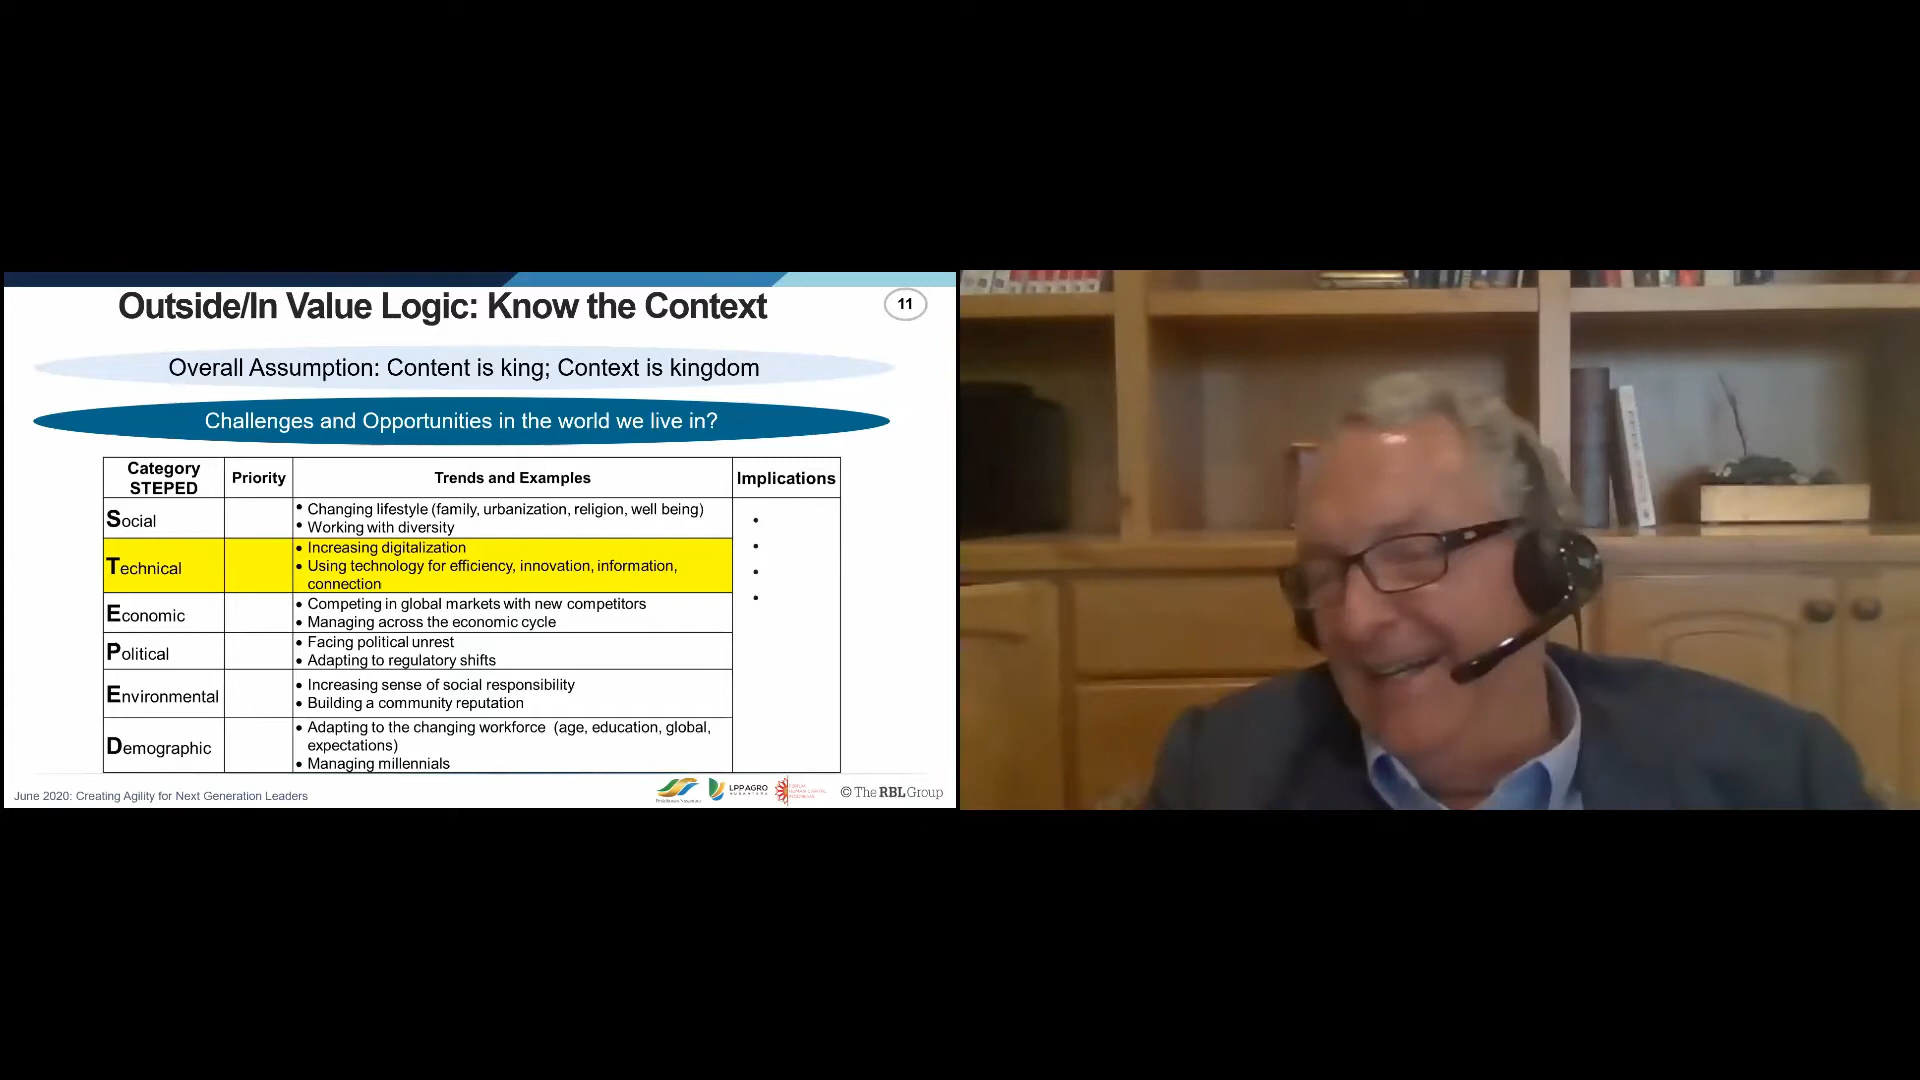 Outside/In Value Logic: Know the Context
11
Overall Assumption: Content is king; Context is kingdom
Challenges and Opportunities in the world we live in?
Category
STEPED
Priority
Trends and Examples
Implications
Social
• Changing lifestyle (family, urbanization, religion, well being)
• Working with diversity
Technical
• Increasing digitalization
• Using technology for efficiency, innovation, information,
connection
Economic
• Competing in global markets with new competitors
• Managing across the economic cycle
Political
• Facing political unrest
• Adapting to regulatory shifts
Environmental
• Increasing sense of social responsibility
• Building a community reputation
Demographic
• Adapting to the changing workforce (age, education, global,
expectations)
• Managing millennials
June 2020: Creating Agility for Next Generation Leaders
LPPAGRO
NUSANTARA
© The RBL Group